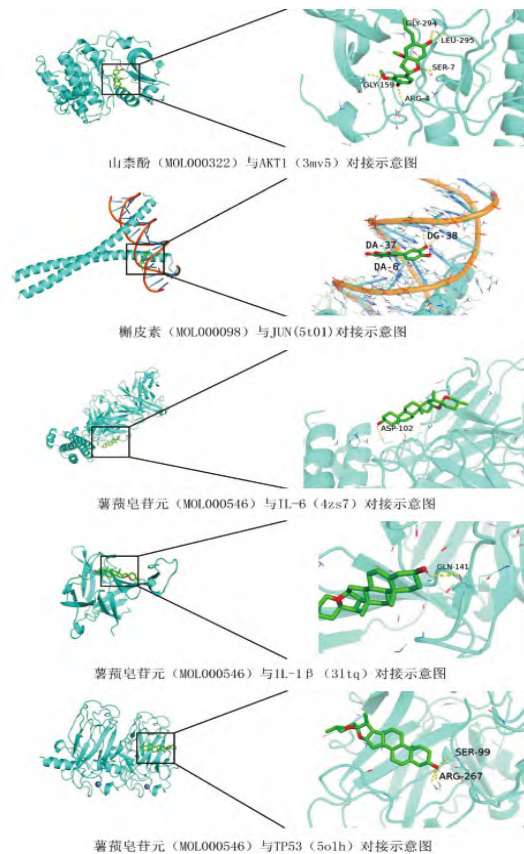 GLY-294
LEU-295
SER-7
GLY-159
ARG-4
山柰酚（MOL000322）与AKT1（3mv5）对接示意图
DG-38
DA-37
DA-6
槲皮素（MOL000098）与JUN(5t01)对接示意图
ASP-102
薯蓣皂苷元（MOL000546）与IL-6（4zs7）对接示意图
GLN-141
薯蓣皂苷元（MOL000546）与IL-1β（3ltq）对接示意图
SER-99
ARG-267
薯蓣皂苷元（MOL000546）与TP53（5olh）对接示意图